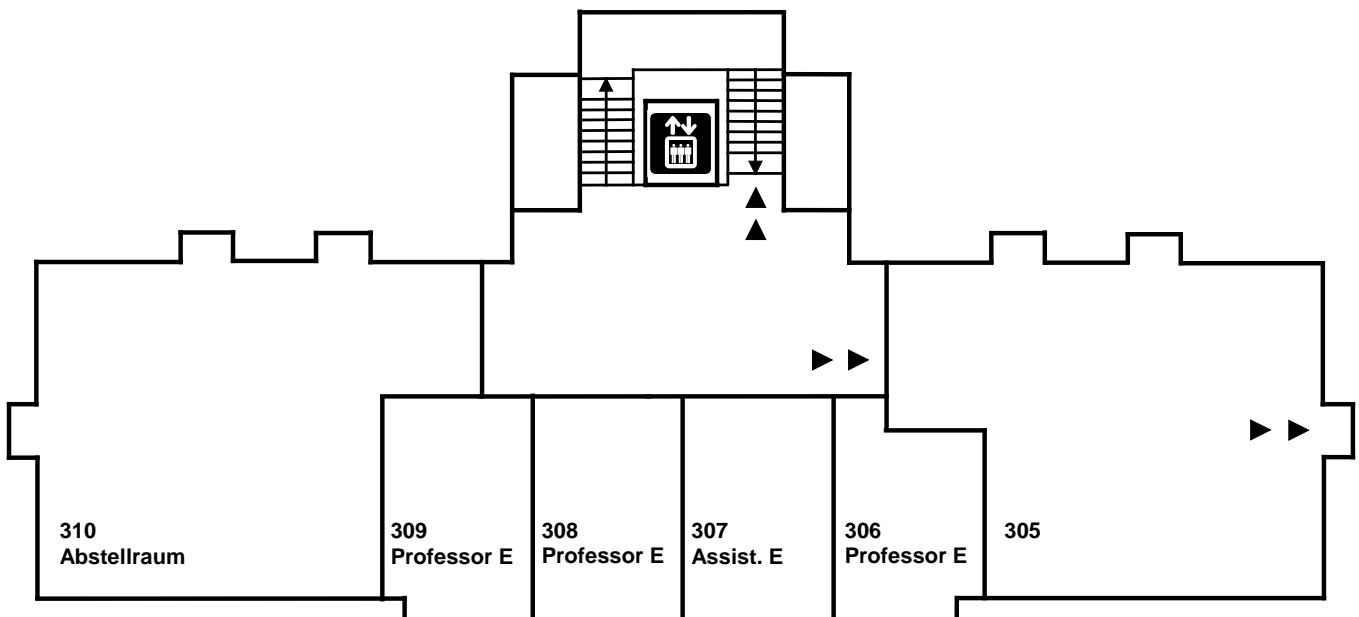 310
Abstellraum
309
Professor E
308
Professor E
307
Assist. E
306
Professor E
305